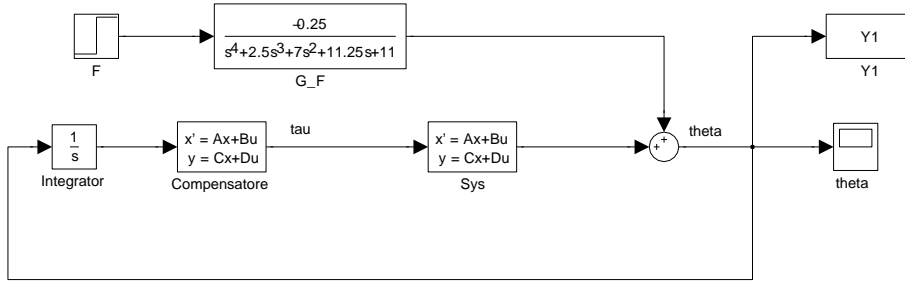 -0.25
s4+2.5s3+7s2+11.25s+11
F
G_F
Y1
Y1
1
s
Integrator
x' = Ax+Bu
y = Cx+Du
Compensatore
tau
x' = Ax+Bu
y = Cx+Du
Sys
+
+
theta
theta